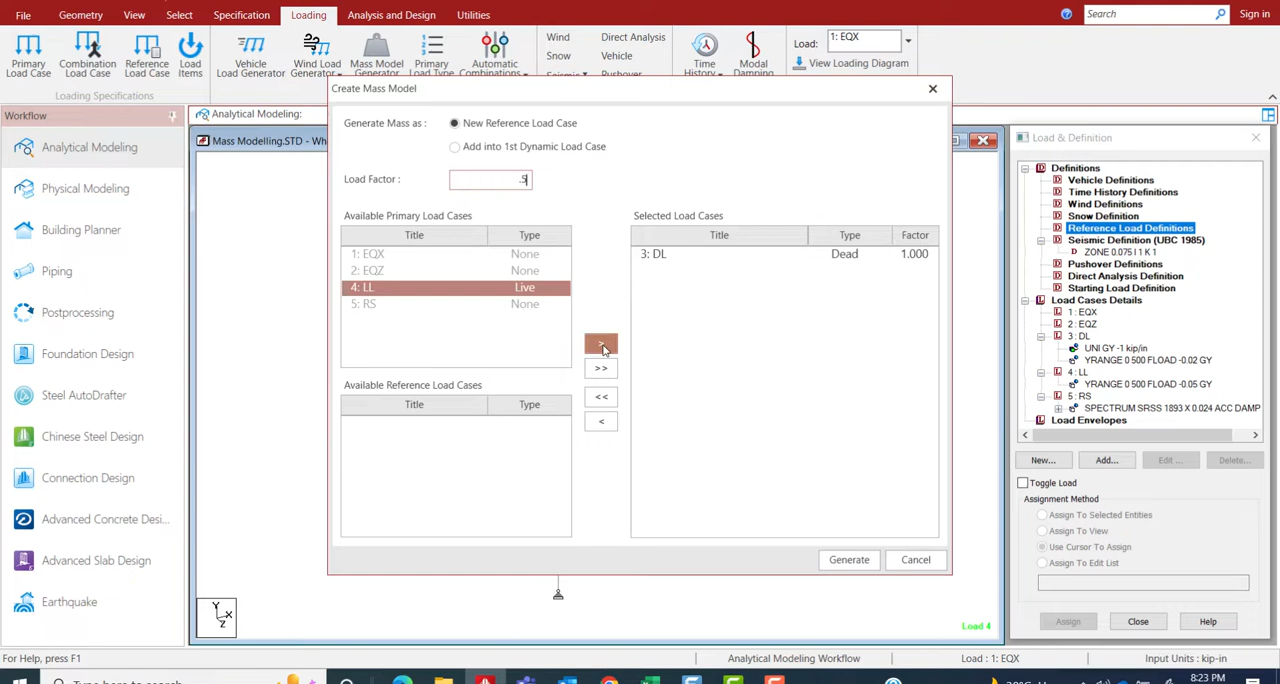 File Geometry View Select Specification Loading Analysis and Design Utilities Search Sign in
Primary Load Case
Combination Load Case
Reference Load Case
Load Items
Vehicle Load Generator
Wind Load Generator
Mass Model Generator
Primary Load Type
Automatic Combinations
Wind
Snow
Direct Analysis
Vehicle
Time History
Modal Damping
Load: 1: EQX
View Loading Diagram
Loading Specifications
Workflow
Analytical Modeling
Physical Modeling
Building Planner
Piping
Postprocessing
Foundation Design
Steel AutoDrafter
Chinese Steel Design
Connection Design
Advanced Concrete Desi...
Advanced Slab Design
Earthquake
Analytical Modeling:
Mass Modelling.STD - Wh
Create Mass Model
Generate Mass as : New Reference Load Case
Add into 1st Dynamic Load Case
Load Factor : .5
Available Primary Load Cases
Title Type
1: EQX None
2: EQZ None
4: LL Live
5: RS None
Available Reference Load Cases
Title Type
>
>>
<<
<
Selected Load Cases
Title Type Factor
3: DL Dead 1.000
Generate Cancel
Y
X
Z
Load 4
Load & Definition
Definitions
Vehicle Definitions
Time History Definitions
Wind Definitions
Snow Definition
Reference Load Definitions
Seismic Definition (UBC 1985)
ZONE 0.075 I 1 K 1
Pushover Definitions
Direct Analysis Definition
Starting Load Definition
Load Cases Details
1 : EQX
2 : EQZ
3 : DL
UNI GY -1 kip/in
YRANGE 0 500 FLOAD -0.02 GY
4 : LL
YRANGE 0 500 FLOAD -0.05 GY
5 : RS
SPECTRUM SRSS 1893 X 0.024 ACC DAMP
Load Envelopes
New... Add... Edit ... Delete...
Toggle Load
Assignment Method
Assign To Selected Entities
Assign To View
Use Cursor To Assign
Assign To Edit List
Assign Close Help
For Help, press F1 Analytical Modeling Workflow Load : 1: EQX Input Units : kip-in
8:23 PM